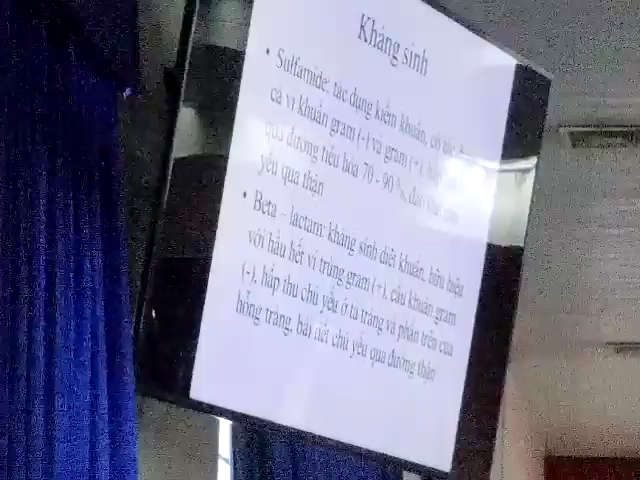 Kháng sinh
• Sulfamide: tác dụng kiềm khuẩn, có tác
cả vi khuẩn gram (-) và gram (+),
qua đường tiêu hóa 70 - 90 %, đào
yếu qua thận
• Beta – lactam: kháng sinh diệt khuẩn, hữu hiệu
với hầu hết vi trùng gram (+), cầu khuẩn gram
(-), hấp thu chủ yếu ở tá tràng và phần trên của
hỗng tràng, bài tiết chủ yếu qua đường thận